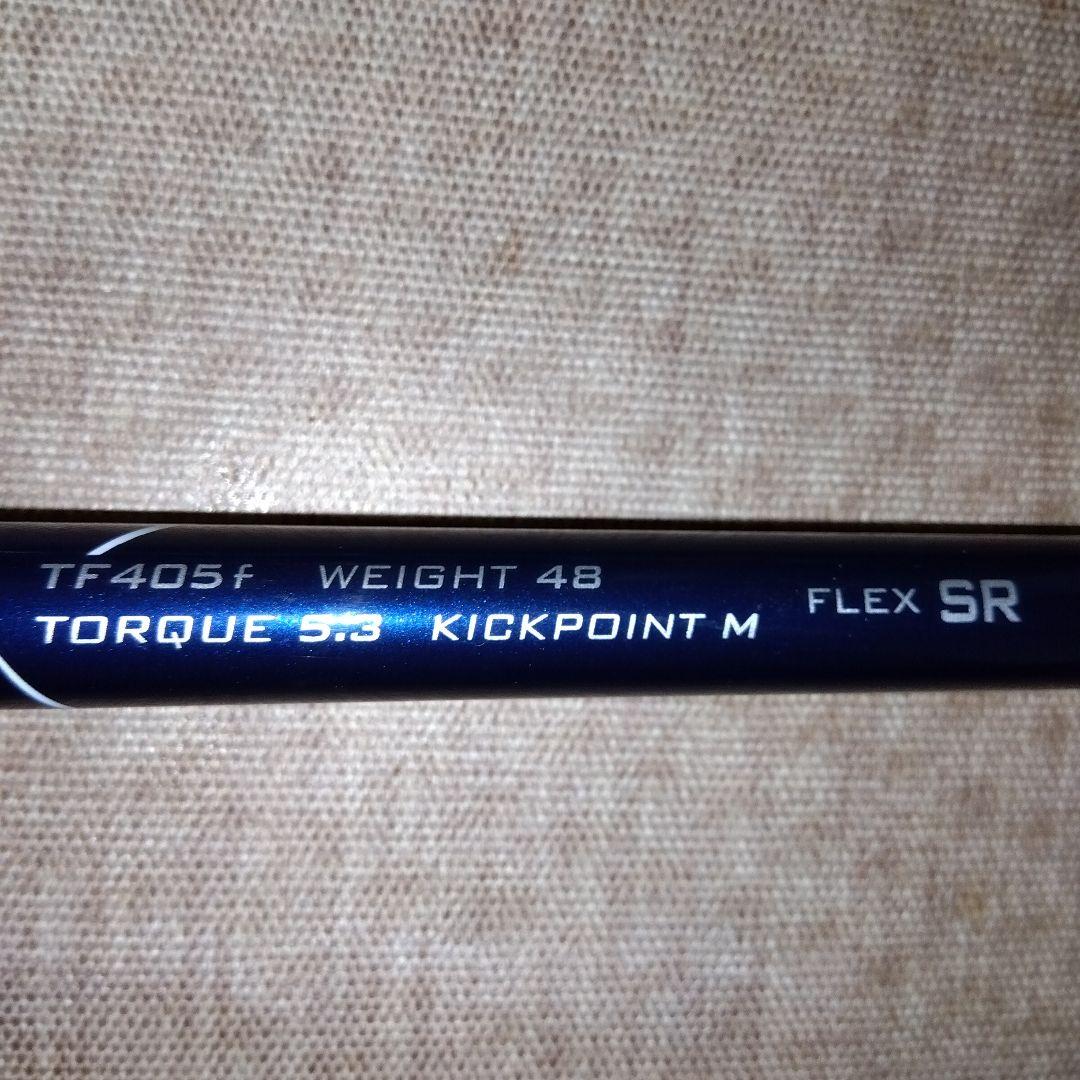 TF405f WEIGHT 48
TORQUE 5.3 KICKPOINT M
FLEX SR